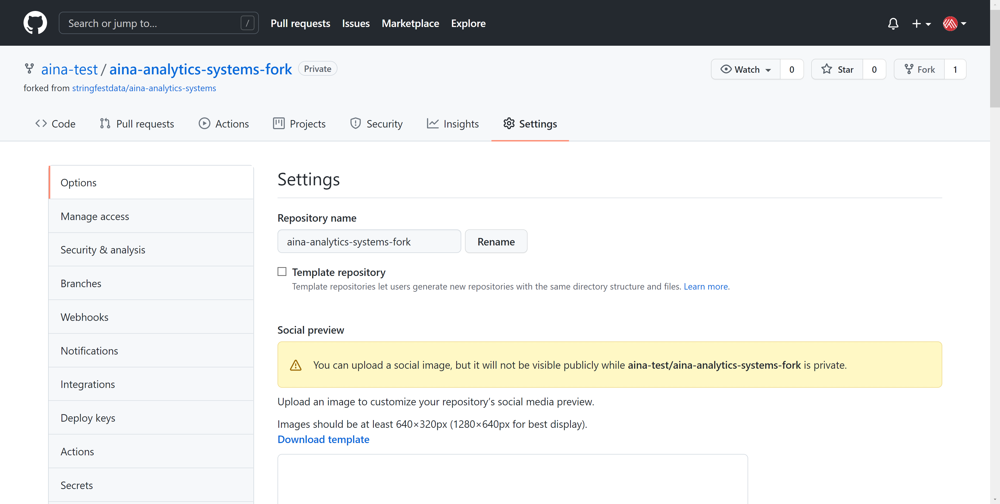 Search or jump to... /
Pull requests Issues Marketplace Explore
aina-test / aina-analytics-systems-fork Private
Watch 0 Star 0 Fork 1
forked from stringfestdata/aina-analytics-systems
Code Pull requests Actions Projects Security Insights Settings
Options
Manage access
Security & analysis
Branches
Webhooks
Notifications
Integrations
Deploy keys
Actions
Secrets
Settings
Repository name
aina-analytics-systems-fork Rename
Template repository
Template repositories let users generate new repositories with the same directory structure and files. Learn more.
Social preview
You can upload a social image, but it will not be visible publicly while aina-test/aina-analytics-systems-fork is private.
Upload an image to customize your repository’s social media preview.
Images should be at least 640×320px (1280×640px for best display).
Download template